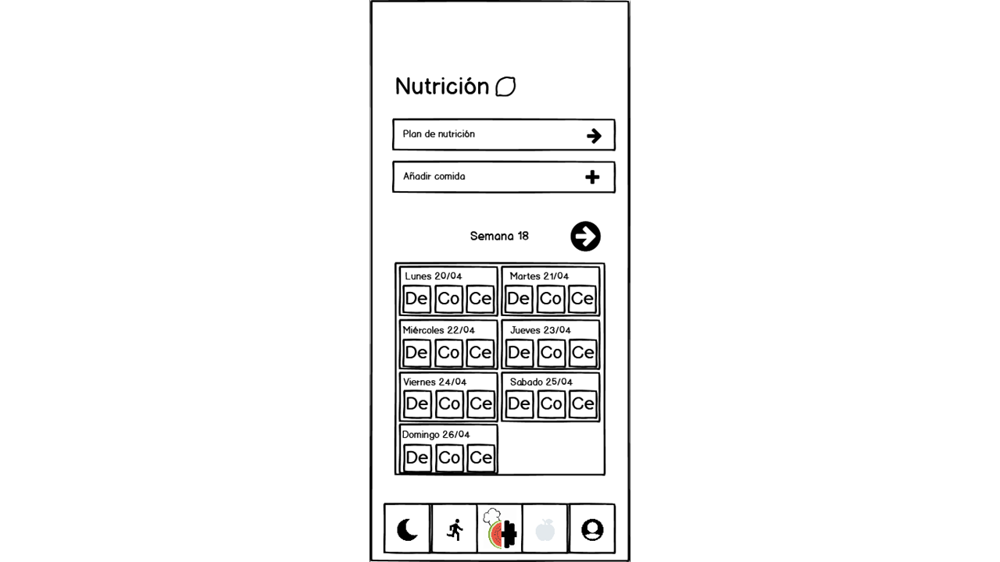 Nutrición
Plan de nutrición
Añadir comida
Semana 18
Lunes 20/04
De Co Ce
Martes 21/04
De Co Ce
Miércoles 22/04
De Co Ce
Jueves 23/04
De Co Ce
Viernes 24/04
De Co Ce
Sabado 25/04
De Co Ce
Domingo 26/04
De Co Ce